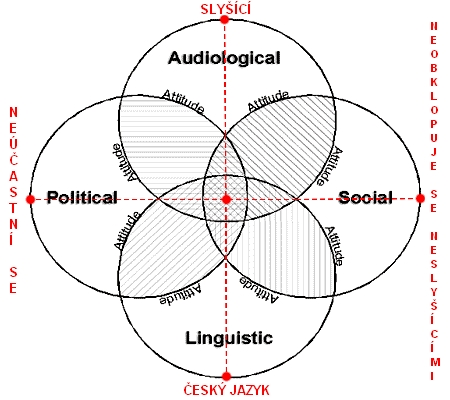 SLYŠÍCÍ
Audiological
Attitude
Attitude
Attitude
Attitude
NEÚČASTNÍ SE
Political
Social
NEOBKLOPUJE SE NESLYŠÍCÍMI
Attitude
Attitude
Attitude
Attitude
Linguistic
ČESKÝ JAZYK